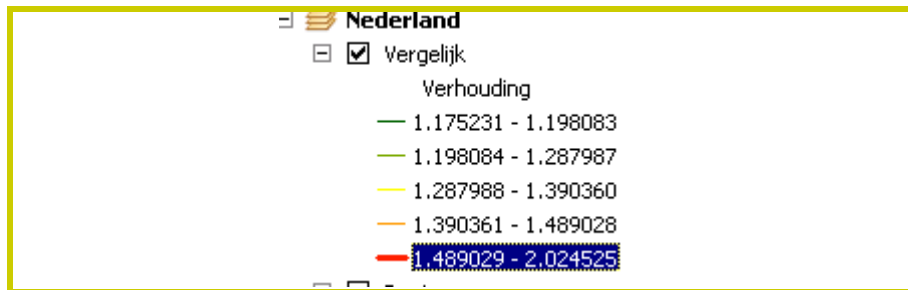 Nederland
Vergelijk
Verhouding
1.175231 - 1.198083
1.198084 - 1.287987
1.287988 - 1.390360
1.390361 - 1.489028
1.489029 - 2.024525